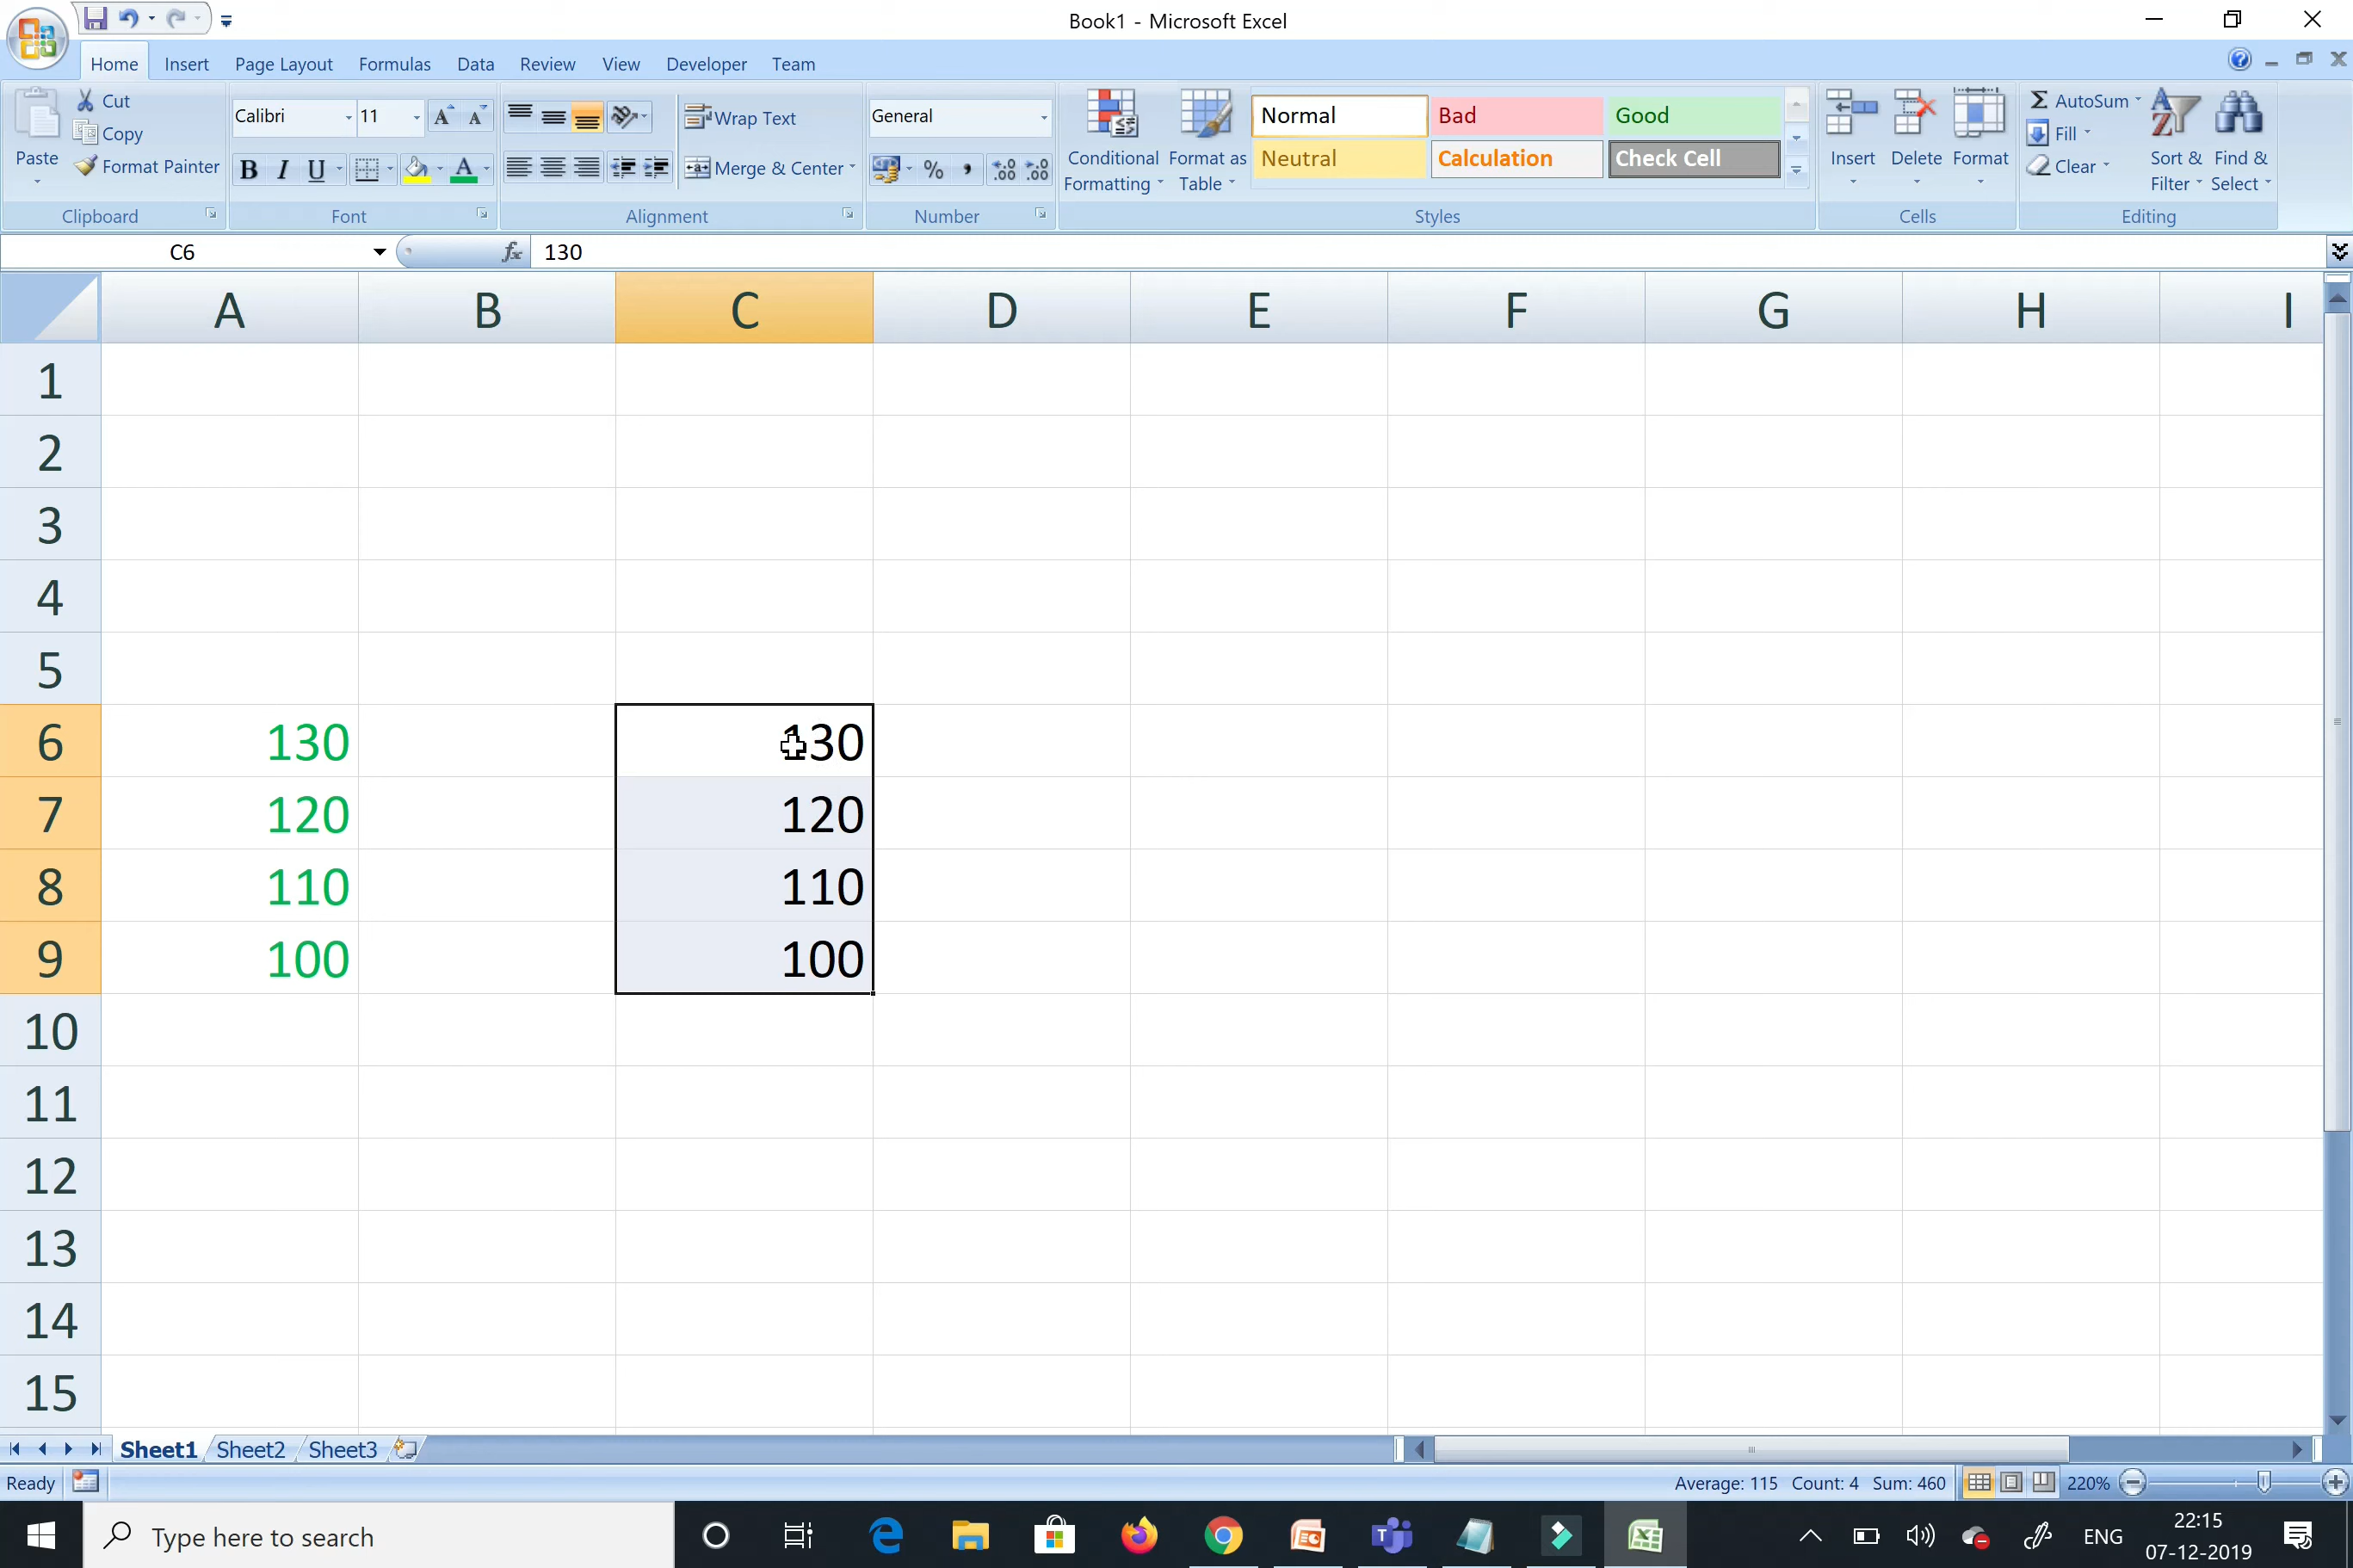 Book1 - Microsoft Excel
Home Insert Page Layout Formulas Data Review View Developer Team
Paste
Cut
Copy
Format Painter
Clipboard
Calibri 11
B I U A
Font
Wrap Text
Merge & Center
Alignment
General
%
Number
Conditional Formatting
Format as Table
Normal Bad Good
Neutral Calculation Check Cell
Styles
Insert Delete Format
Cells
Σ AutoSum
Fill
Clear
Sort & Filter
Find & Select
Editing
C6 fx 130
A B C D E F G H I
1
2
3
4
5
6 130 130
7 120 120
8 110 110
9 100 100
10
11
12
13
14
15
Sheet1 Sheet2 Sheet3
Ready Average: 115 Count: 4 Sum: 460 220%
Type here to search
ENG
22:15
07-12-2019